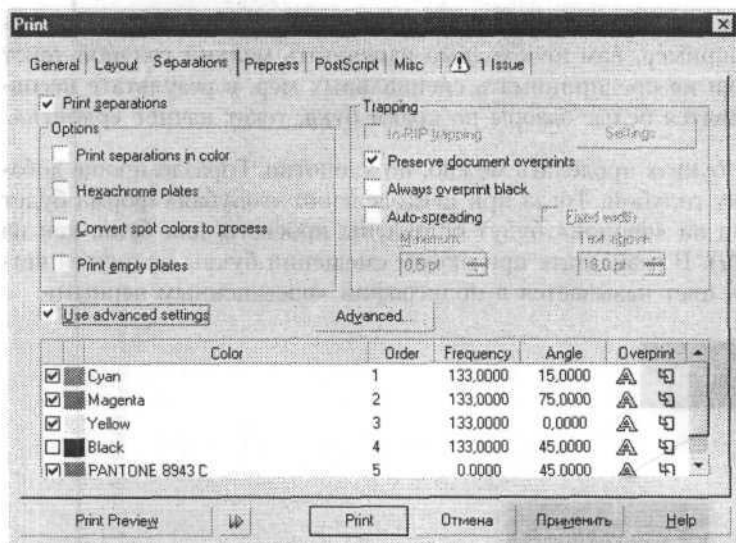 Print
General Layout Separations Prepress PostScript Misc 1 Issue
Print separations
Options
Print separations in color
Hexachrome plates
Convert spot colors to process
Print empty plates
Trapping
In-RIP trapping Settings
Preserve document overprints
Always overprint black
Auto-spreading Fixed width
Minimum Text above
0,5 pt 18,0 pt
Use advanced settings Advanced
Color Order Frequency Angle Overprint
Cyan 1 133,0000 15,0000
Magenta 2 133,0000 75,0000
Yellow 3 133,0000 0,0000
Black 4 133,0000 45,0000
PANTONE 8943 C 5 0.0000 45.0000
Print Preview Print Отмена Применить Help